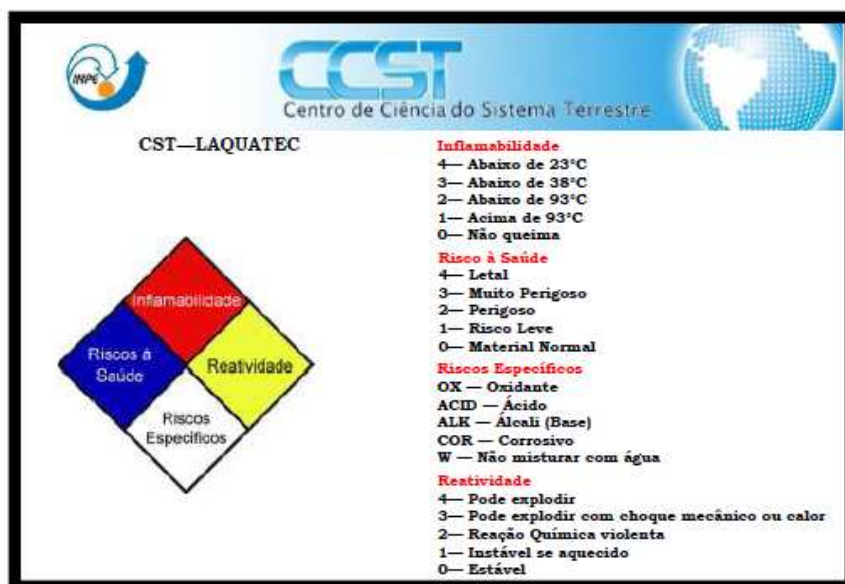 INPE
CCST
Centro de Ciência do Sistema Terrestre
CST—LAQUATEC
Inflamabilidade
Riscos à
Saúde
Reatividade
Riscos
Específicos
Inflamabilidade
4— Abaixo de 23°C
3— Abaixo de 38°C
2— Abaixo de 93°C
1— Acima de 93°C
0— Não queima
Risco à Saúde
4— Letal
3— Muito Perigoso
2— Perigoso
1— Risco Leve
0— Material Normal
Riscos Específicos
OX — Oxidante
ACID — Ácido
ALK — Álcali (Base)
COR — Corrosivo
W — Não misturar com água
Reatividade
4— Pode explodir
3— Pode explodir com choque mecânico ou calor
2— Reação Química violenta
1— Instável se aquecido
0— Estável